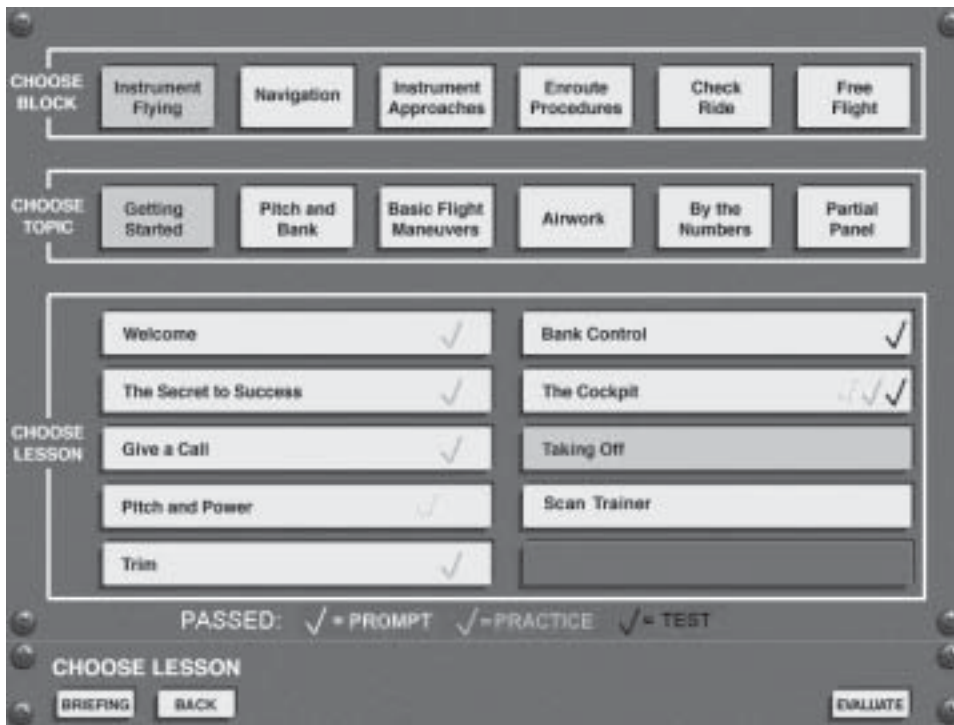 CHOOSE
BLOCK
Instrument
Flying
Navigation
Instrument
Approaches
Enroute
Procedures
Check
Ride
Free
Flight
CHOOSE
TOPIC
Getting
Started
Pitch and
Bank
Basic Flight
Maneuvers
Airwork
By the
Numbers
Partial
Panel
CHOOSE
LESSON
Welcome
The Secret to Success
Give a Call
Pitch and Power
Trim
Bank Control
The Cockpit
Taking Off
Scan Trainer
PASSED: √ = PROMPT √ = PRACTICE √ = TEST
CHOOSE LESSON
BRIEFING
BACK
EVALUATE